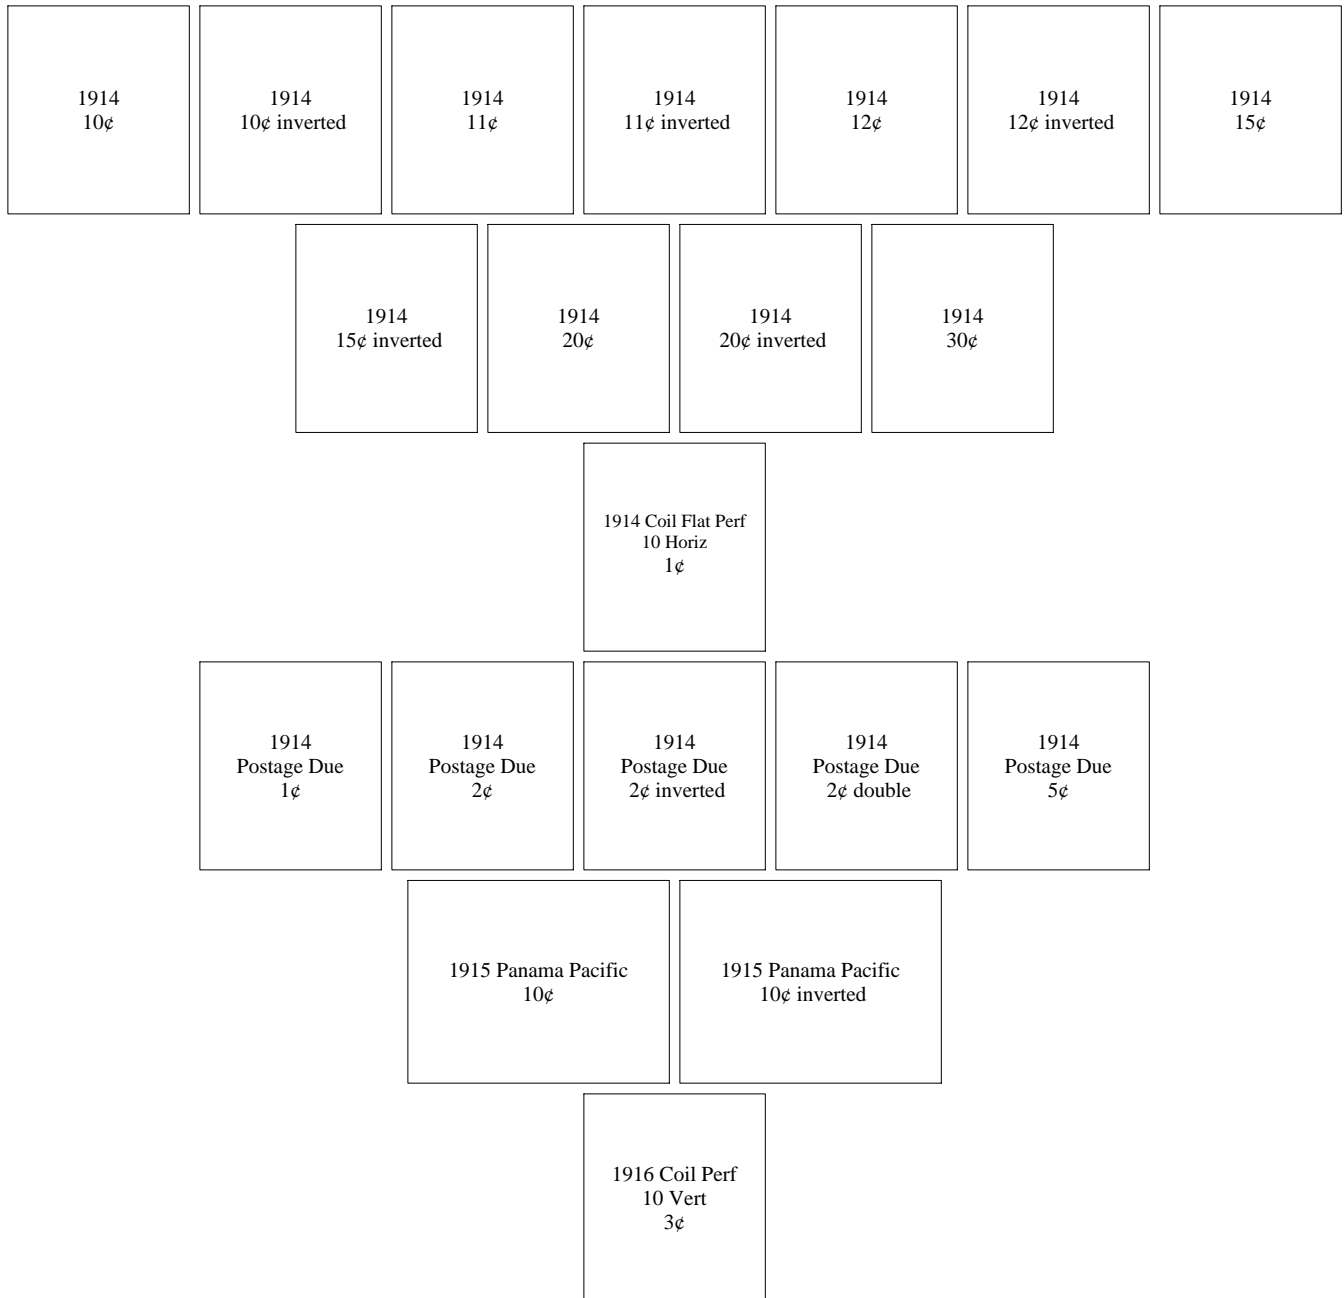 1914
10¢
1914
10¢ inverted
1914
11¢
1914
11¢ inverted
1914
12¢
1914
12¢ inverted
1914
15¢
1914
15¢ inverted
1914
20¢
1914
20¢ inverted
1914
30¢
1914 Coil Flat Perf
10 Horiz
1¢
1914
Postage Due
1¢
1914
Postage Due
2¢
1914
Postage Due
2¢ inverted
1914
Postage Due
2¢ double
1914
Postage Due
5¢
1915 Panama Pacific
10¢
1915 Panama Pacific
10¢ inverted
1916 Coil Perf
10 Vert
3¢